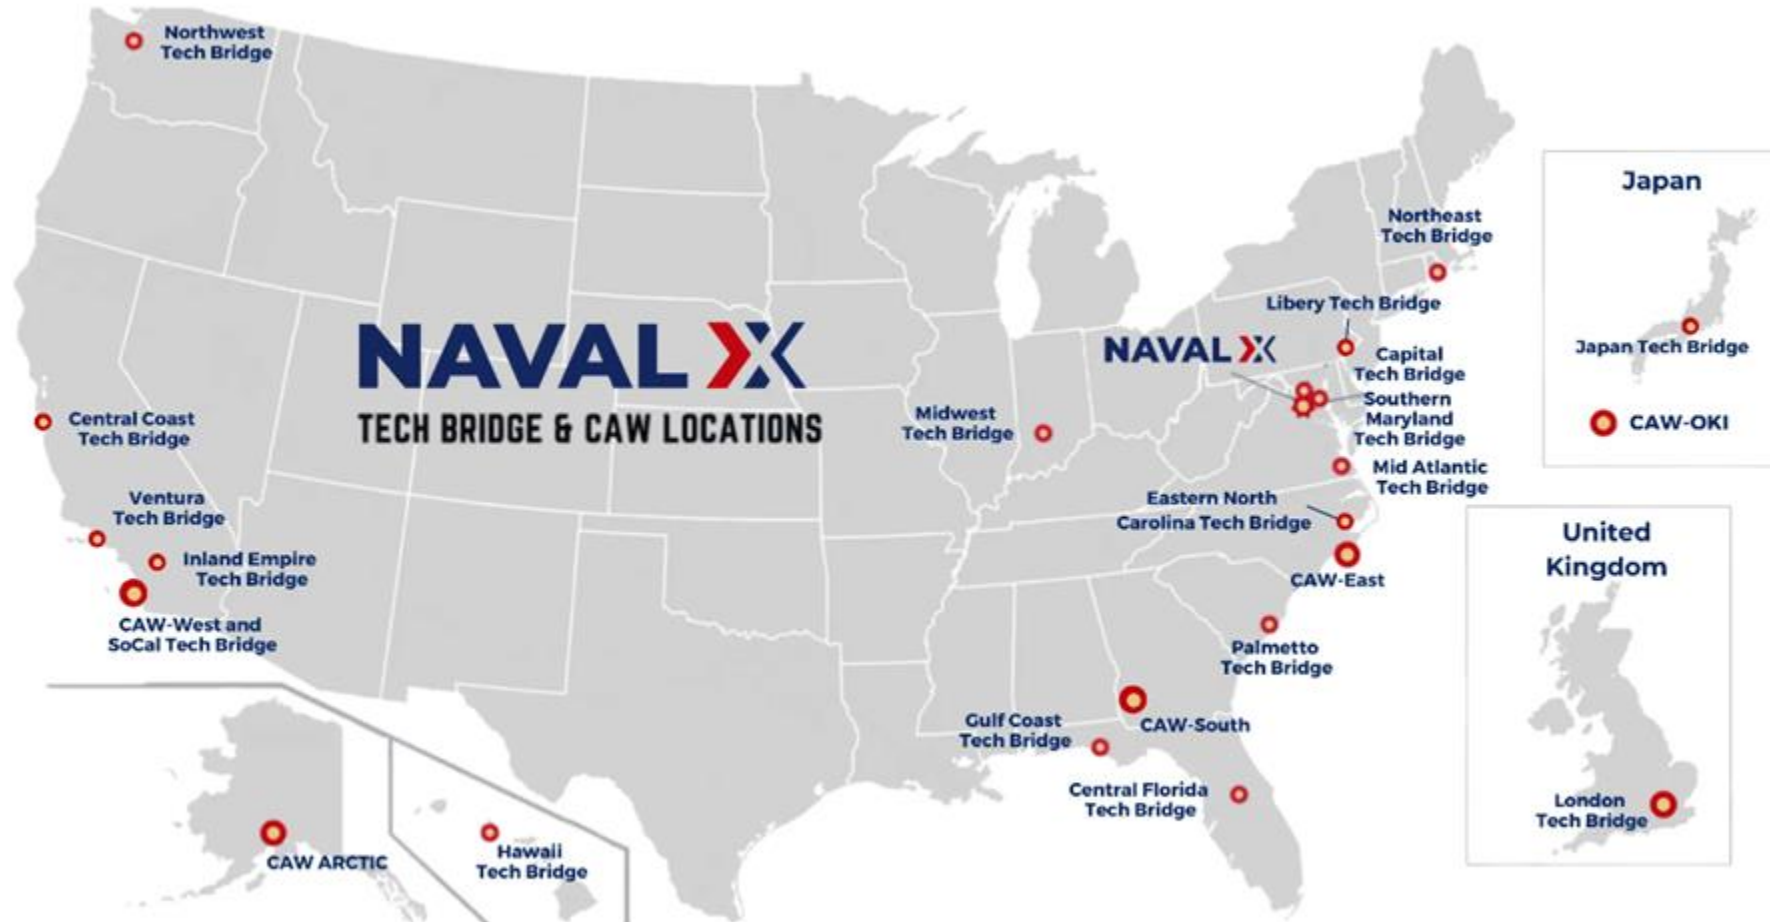 Northwest
Tech Bridge
NAVAL X
TECH BRIDGE & CAW LOCATIONS
Central Coast
Tech Bridge
Ventura
Tech Bridge
Inland Empire
Tech Bridge
CAW-West and
SoCal Tech Bridge
CAW ARCTIC
Hawaii
Tech Bridge
Midwest
Tech Bridge
Northeast
Tech Bridge
Libery Tech Bridge
NAVAL X
Capital
Tech Bridge
Southern
Maryland
Tech Bridge
Mid Atlantic
Tech Bridge
Eastern North
Carolina Tech Bridge
CAW-East
Palmetto
Tech Bridge
CAW-South
Gulf Coast
Tech Bridge
Central Florida
Tech Bridge
Japan
Japan Tech Bridge
CAW-OKI
United
Kingdom
London
Tech Bridge